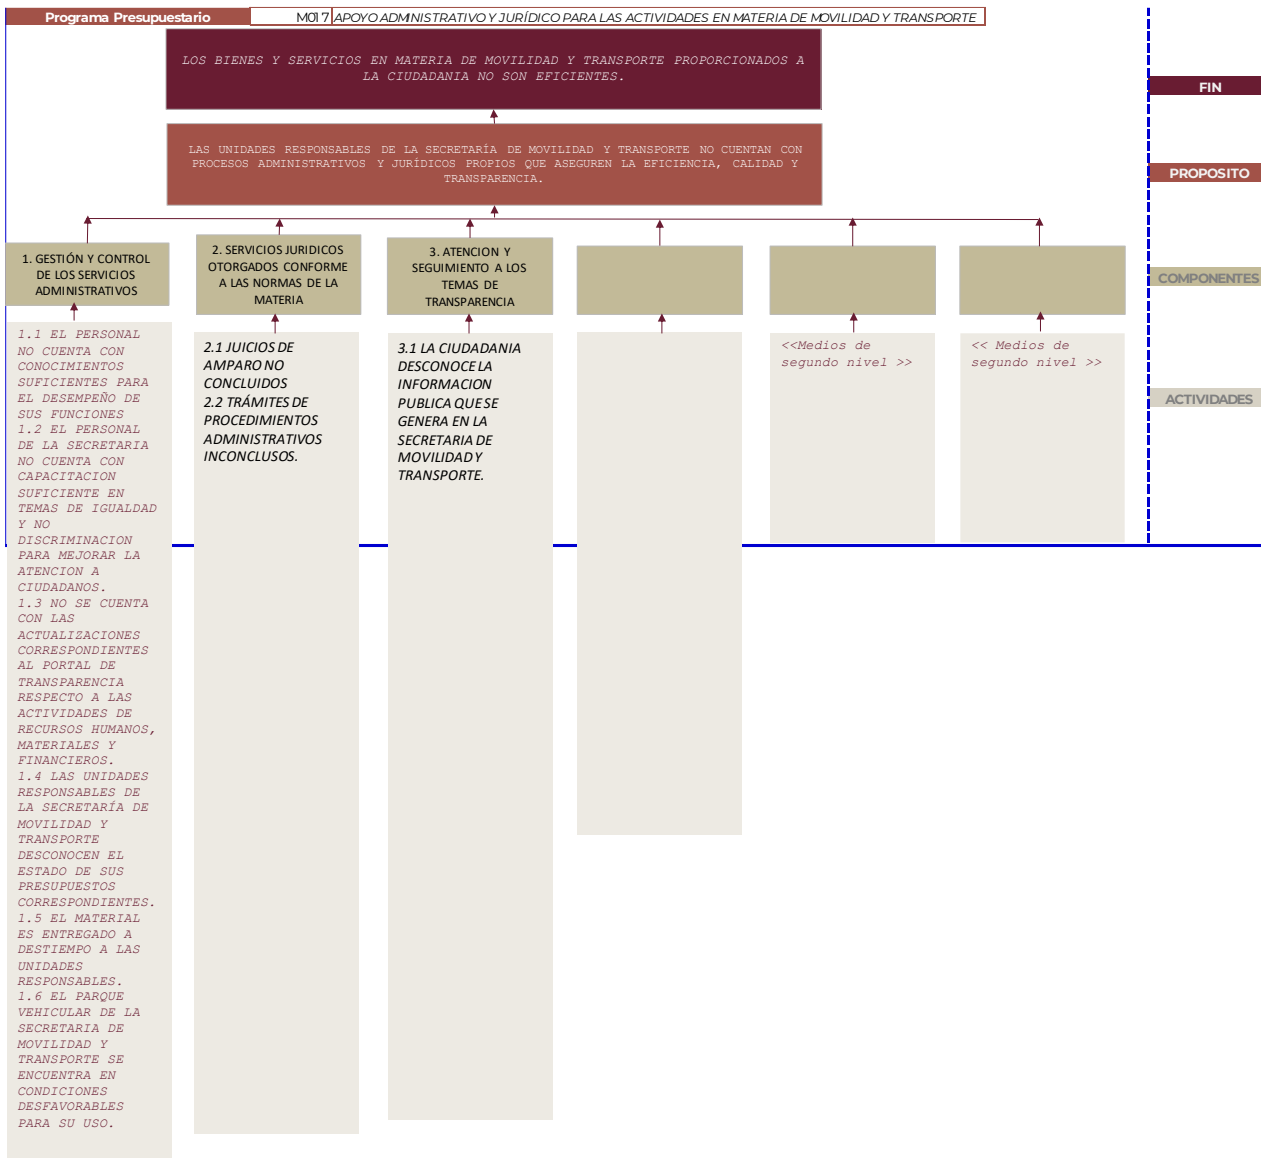 Programa Presupuestario
M017 APOYO ADMINISTRATIVO Y JURÍDICO PARA LAS ACTIVIDADES EN MATERIA DE MOVILIDAD Y TRANSPORTE
LOS BIENES Y SERVICIOS EN MATERIA DE MOVILIDAD Y TRANSPORTE PROPORCIONADOS A
LA CIUDADANIA NO SON EFICIENTES.
FIN
LAS UNIDADES RESPONSABLES DE LA SECRETARÍA DE MOVILIDAD Y TRANSPORTE NO CUENTAN CON
PROCESOS ADMINISTRATIVOS Y JURÍDICOS PROPIOS QUE ASEGUREN LA EFICIENCIA, CALIDAD Y
TRANSPARENCIA.
PROPOSITO
1. GESTIÓN Y CONTROL
DE LOS SERVICIOS
ADMINISTRATIVOS
2. SERVICIOS JURIDICOS
OTORGADOS CONFORME
A LAS NORMAS DE LA
MATERIA
3. ATENCION Y
SEGUIMIENTO A LOS
TEMAS DE
TRANSPARENCIA
COMPONENTES
1.1 EL PERSONAL
NO CUENTA CON
CONOCIMIENTOS
SUFICIENTES PARA
EL DESEMPEÑO DE
SUS FUNCIONES
1.2 EL PERSONAL
DE LA SECRETARIA
NO CUENTA CON
CAPACITACION
SUFICIENTE EN
TEMAS DE IGUALDAD
Y NO
DISCRIMINACION
PARA MEJORAR LA
ATENCION A
CIUDADANOS.
1.3 NO SE CUENTA
CON LAS
ACTUALIZACIONES
CORRESPONDIENTES
AL PORTAL DE
TRANSPARENCIA
RESPECTO A LAS
ACTIVIDADES DE
RECURSOS HUMANOS,
MATERIALES Y
FINANCIEROS.
1.4 LAS UNIDADES
RESPONSABLES DE
LA SECRETARÍA DE
MOVILIDAD Y
TRANSPORTE
DESCONOCEN EL
ESTADO DE SUS
PRESUPUESTOS
CORRESPONDIENTES.
1.5 EL MATERIAL
ES ENTREGADO A
DESTIEMPO A LAS
UNIDADES
RESPONSABLES.
1.6 EL PARQUE
VEHICULAR DE LA
SECRETARIA DE
MOVILIDAD Y
TRANSPORTE SE
ENCUENTRA EN
CONDICIONES
DESFAVORABLES
PARA SU USO.
2.1 JUICIOS DE
AMPARO NO
CONCLUIDOS
2.2 TRÁMITES DE
PROCEDIMIENTOS
ADMINISTRATIVOS
INCONCLUSOS.
3.1 LA CIUDADANIA
DESCONOCE LA
INFORMACION
PUBLICA QUE SE
GENERA EN LA
SECRETARIA DE
MOVILIDAD Y
TRANSPORTE.
<<Medios de
segundo nivel >>
<< Medios de
segundo nivel >>
ACTIVIDADES